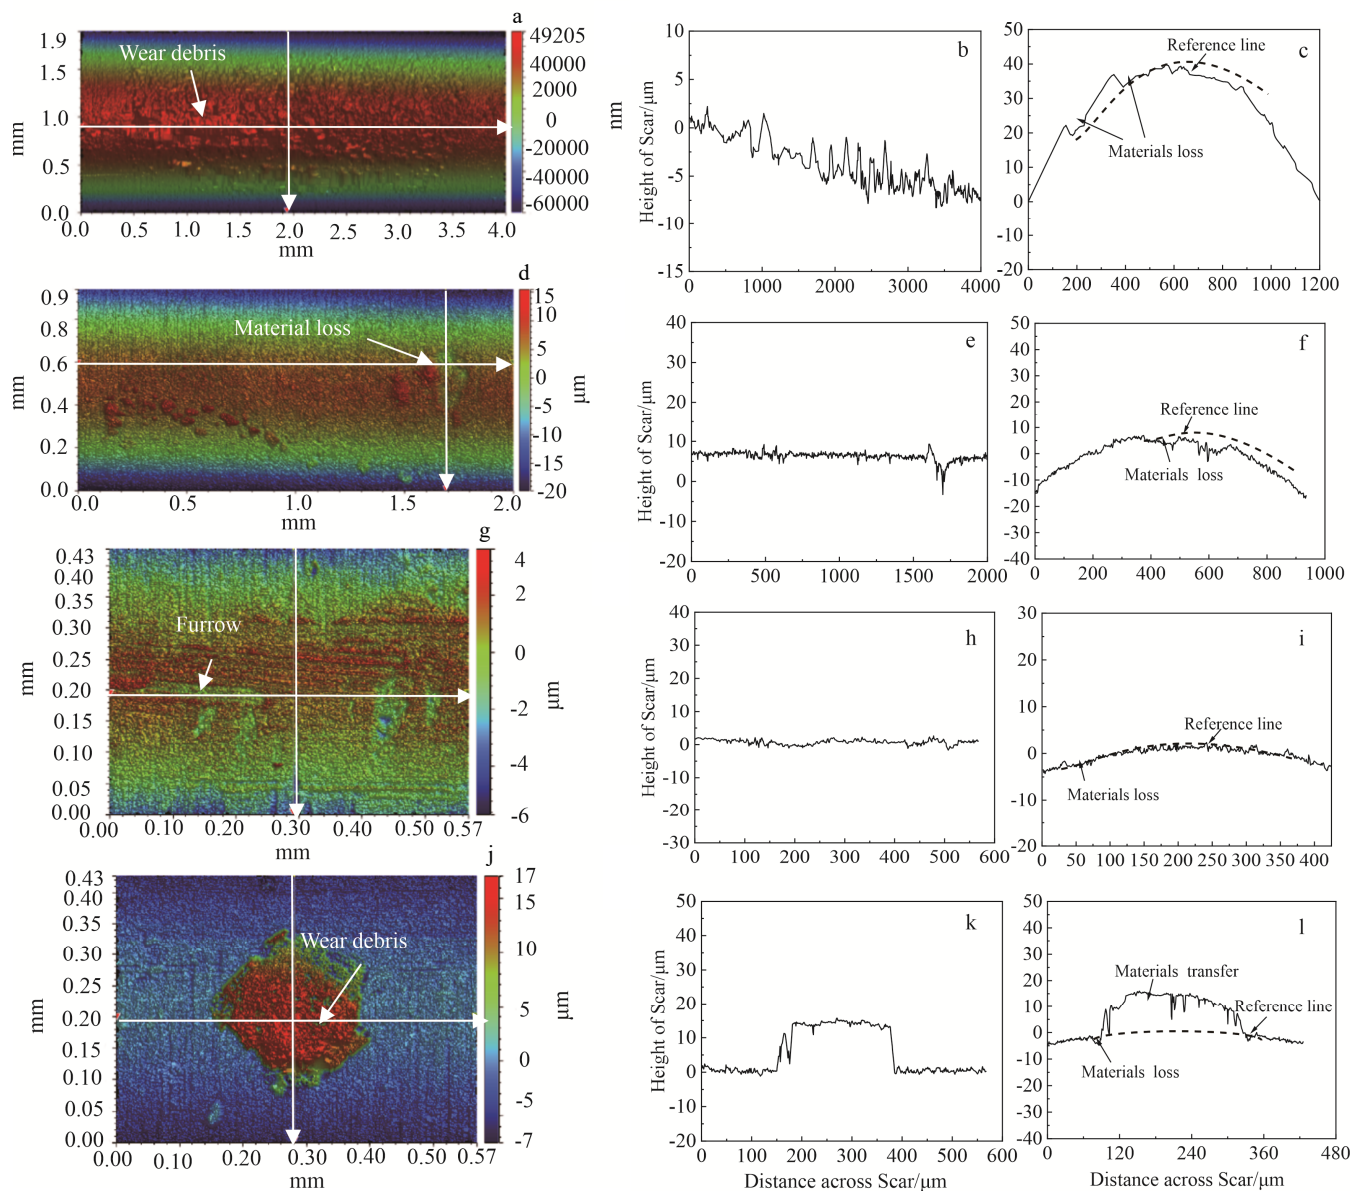 a
1.9
1.5
1.0
0.5
0.0
mm
Wear debris
0.0 0.5 1.0 1.5 2.0 2.5 3.0 3.5 4.0
mm
49205
40000
2000
0
-20000
-40000
-60000
nm
b
10
5
0
-5
-10
-15
Height of Scar/μm
0 1000 2000 3000 4000
c
50
40
30
20
10
0
-10
-20
Reference line
Materials loss
0 200 400 600 800 1000 1200
d
0.9
0.8
0.6
0.4
0.2
0.0
mm
Material loss
0.0 0.5 1.0 1.5 2.0
mm
15
10
5
0
-5
-10
-15
-20
μm
e
40
30
20
10
0
-10
-20
Height of Scar/μm
0 500 1000 1500 2000
f
50
40
30
20
10
0
-10
-20
-30
-40
Reference line
Materials loss
0 200 400 600 800 1000
g
0.43
0.40
0.35
0.30
0.25
0.20
0.15
0.10
0.05
0.00
mm
Furrow
0.00 0.10 0.20 0.30 0.40 0.50 0.57
mm
4
2
0
-2
-4
-6
μm
h
40
30
20
10
0
-10
-20
-30
Height of Scar/μm
0 100 200 300 400 500 600
i
30
20
10
0
-10
-20
Reference line
Materials loss
0 50 100 150 200 250 300 350 400
j
0.43
0.40
0.30
0.25
0.20
0.15
0.10
0.05
0.00
mm
Wear debris
0.00 0.10 0.20 0.30 0.40 0.50 0.57
mm
17
15
10
5
0
-5
-7
μm
k
50
40
30
20
10
0
-10
-20
Height of Scar/μm
0 100 200 300 400 500 600
Distance across Scar/μm
l
50
40
30
20
10
0
-10
-20
-30
-40
Materials transfer
Reference line
Materials loss
0 120 240 360 480
Distance across Scar/μm